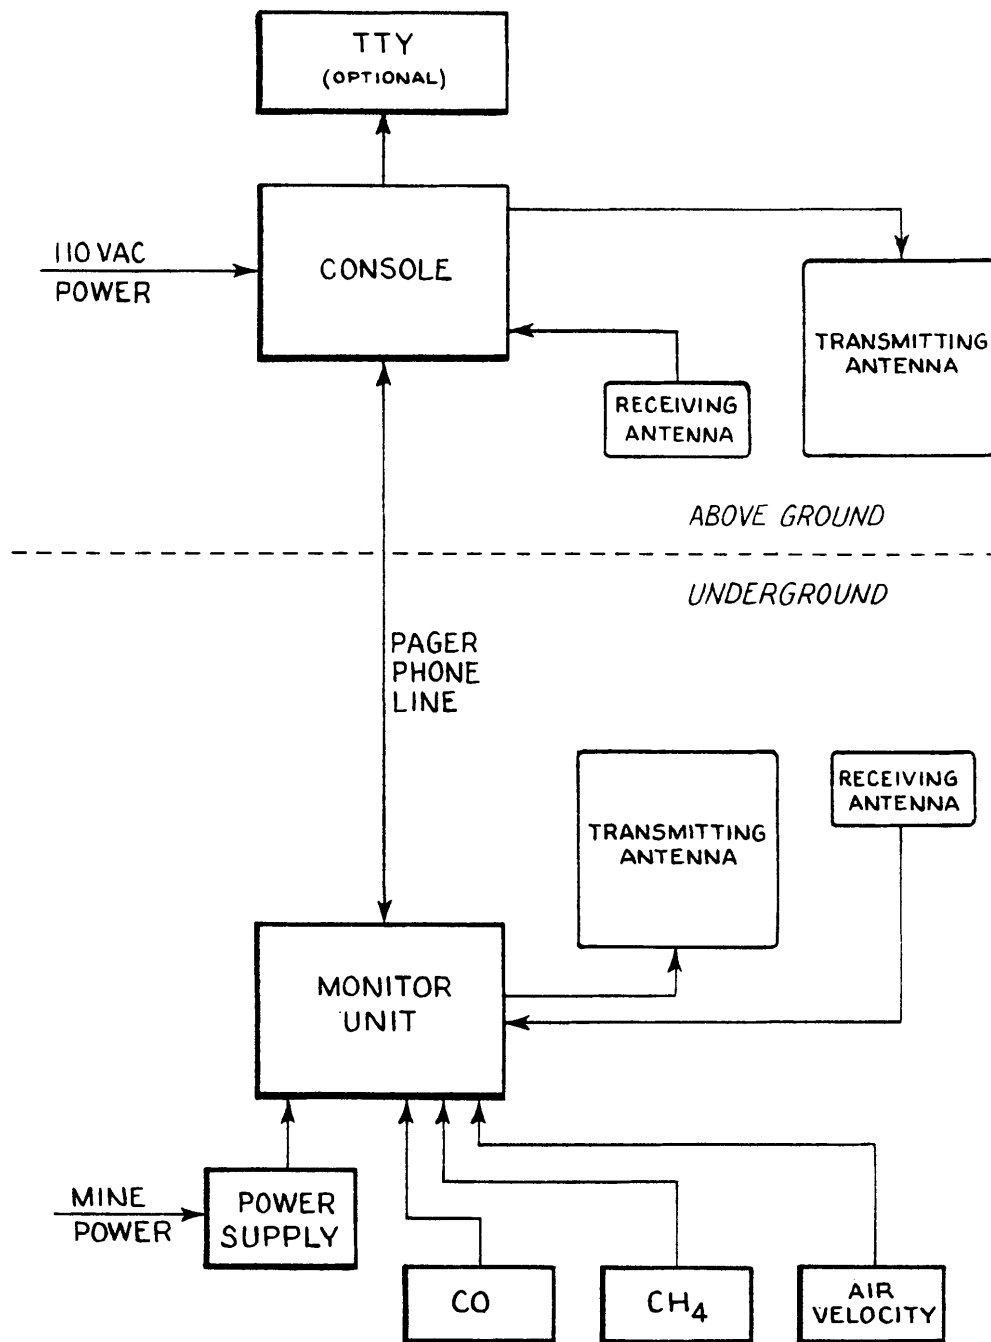 TTY
(OPTIONAL)
110 VAC
POWER
CONSOLE
TRANSMITTING
ANTENNA
RECEIVING
ANTENNA
ABOVE GROUND
UNDERGROUND
PAGER
PHONE
LINE
TRANSMITTING
ANTENNA
RECEIVING
ANTENNA
MONITOR
UNIT
MINE
POWER
POWER
SUPPLY
CO
CH₄
AIR
VELOCITY